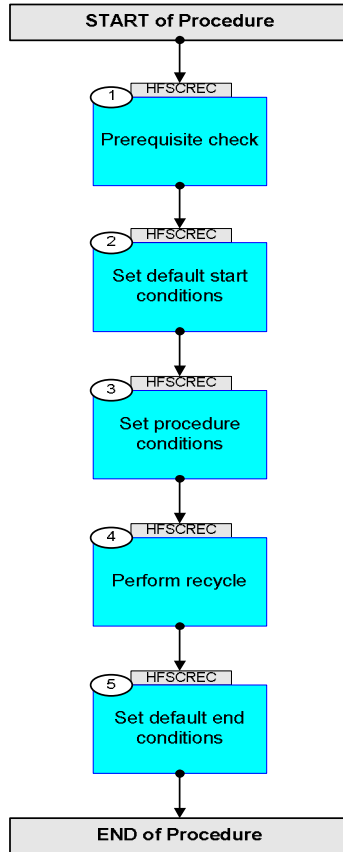 START of Procedure
HFSCREC
1
Prerequisite check
HFSCREC
2
Set default start
conditions
HFSCREC
3
Set procedure
conditions
HFSCREC
4
Perform recycle
HFSCREC
5
Set default end
conditions
END of Procedure